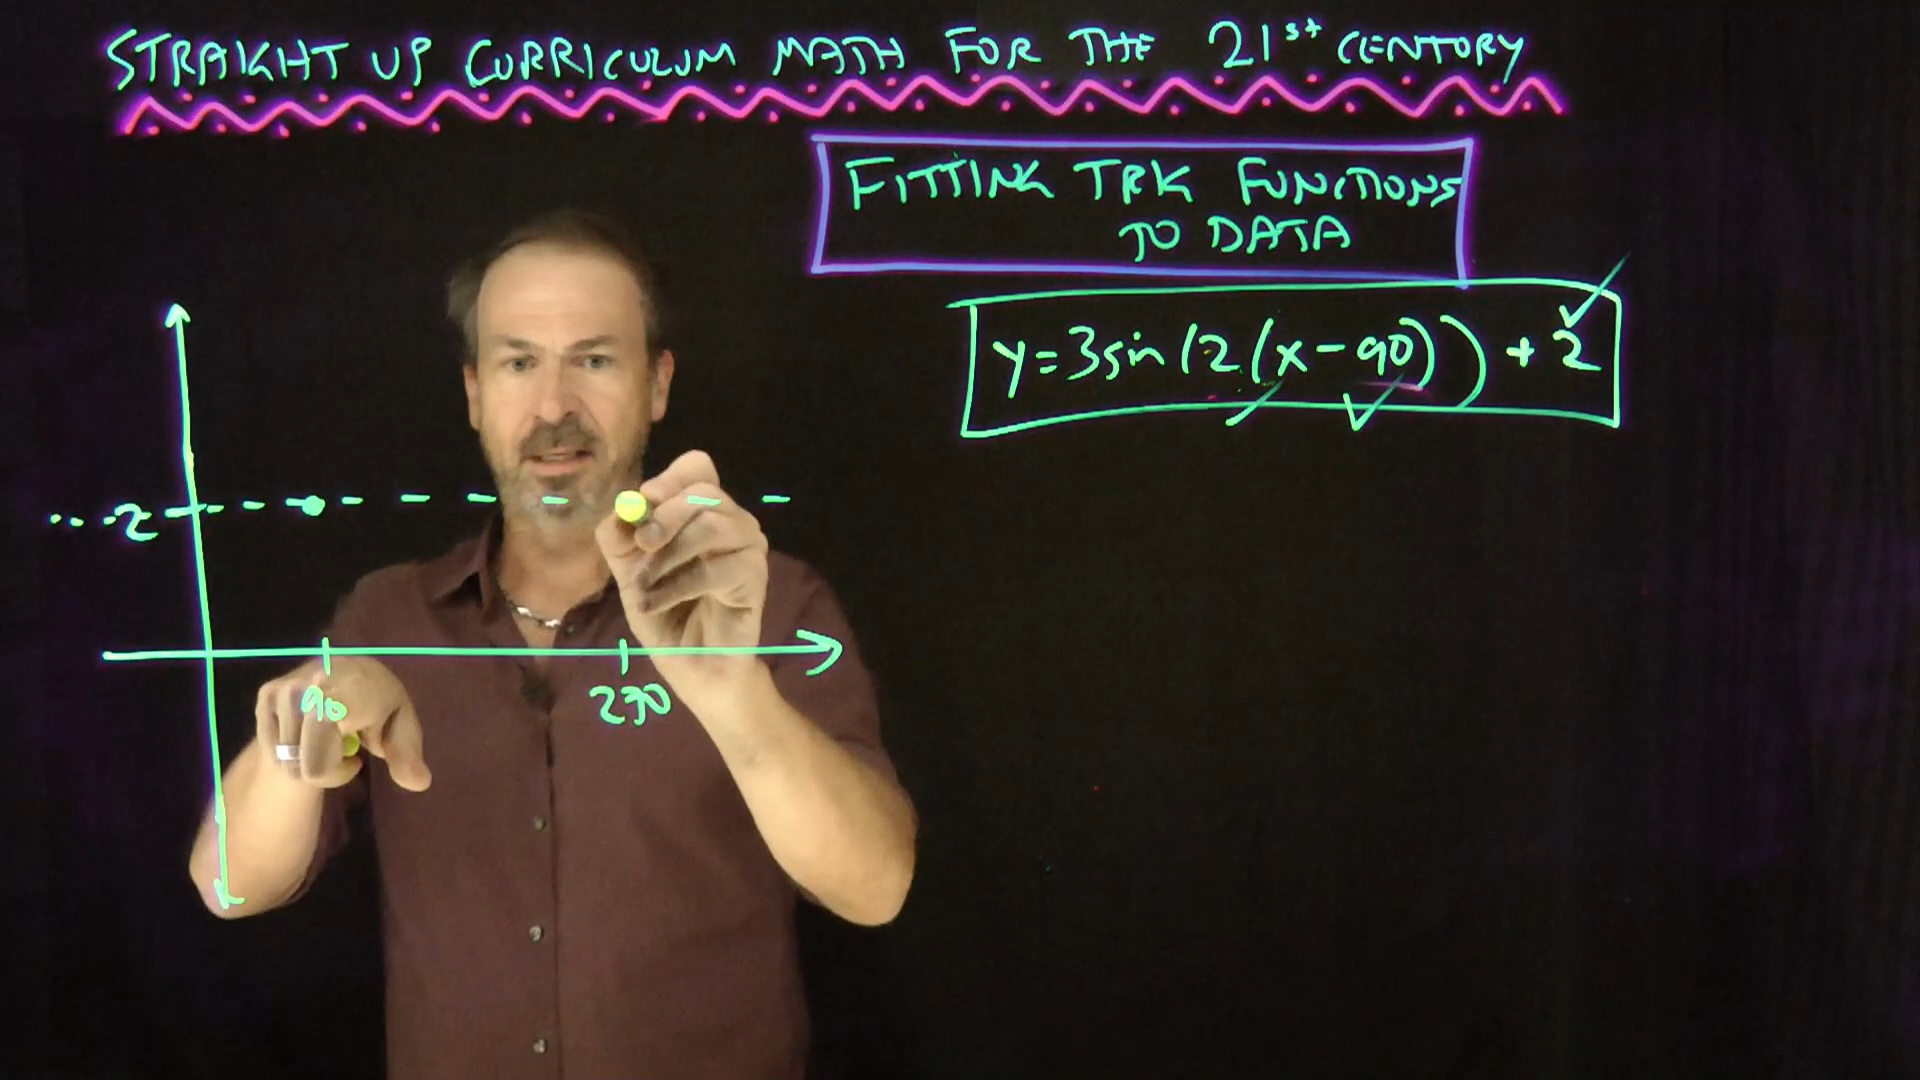 STRAIGHT UP CURRICULUM MATH FOR THE 21st CENTURY
FITTING TRIG FUNCTIONS
TO DATA
y=3sin(2(x-90))+2
2
90
270